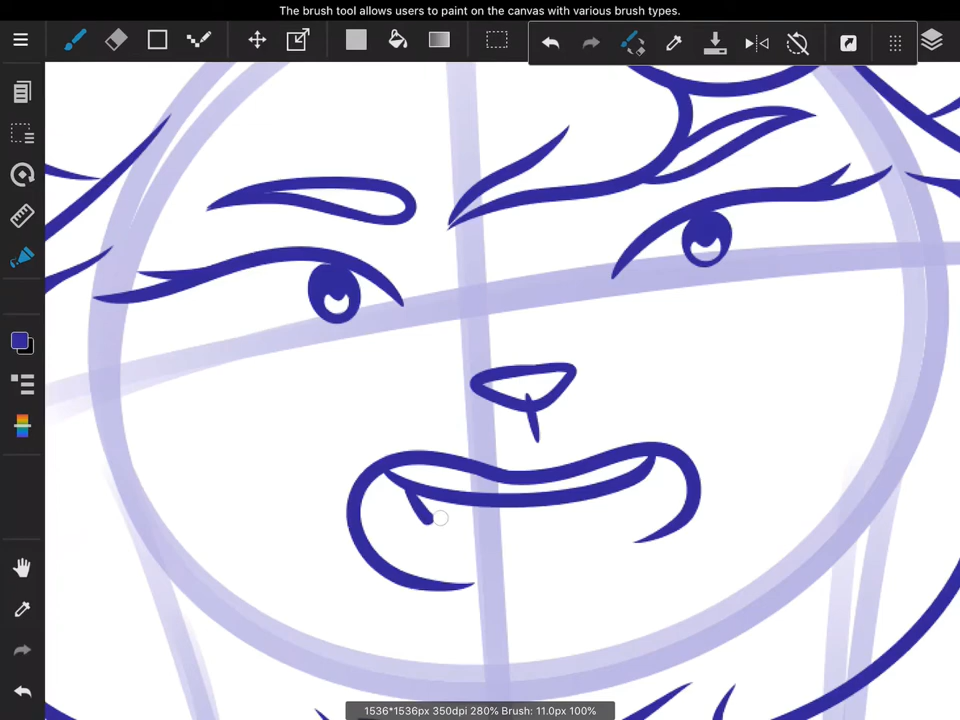 The brush tool allows users to paint on the canvas with various brush types.
1536*1536px 350dpi 280% Brush: 11.0px 100%